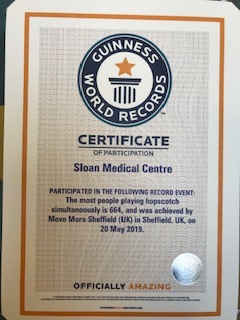 GUINNESS
WORLD RECORDS
™
CERTIFICATE
OF PARTICIPATION
Sloan Medical Centre
PARTICIPATED IN THE FOLLOWING RECORD EVENT:
The most people playing hopscotch
simultaneously is 664, and was achieved by
Move More Sheffield (UK) in Sheffield, UK, on
20 May 2019.
OFFICIALLY AMAZING